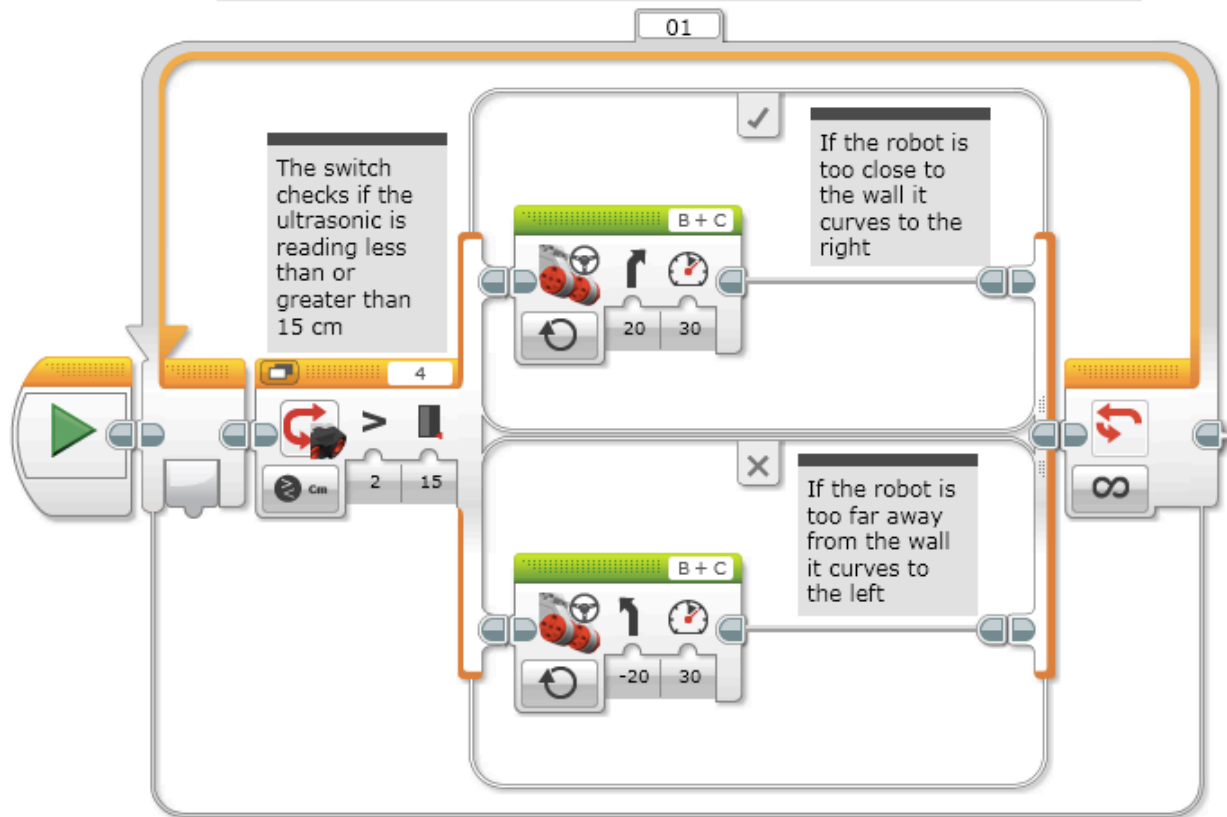 01
The switch
checks if the
ultrasonic is
reading less
than or
greater than
15 cm
If the robot is
too close to
the wall it
curves to the
right
B + C
20 30
4
>
Cm 2 15
∞
If the robot is
too far away
from the wall
it curves to
the left
B + C
-20 30